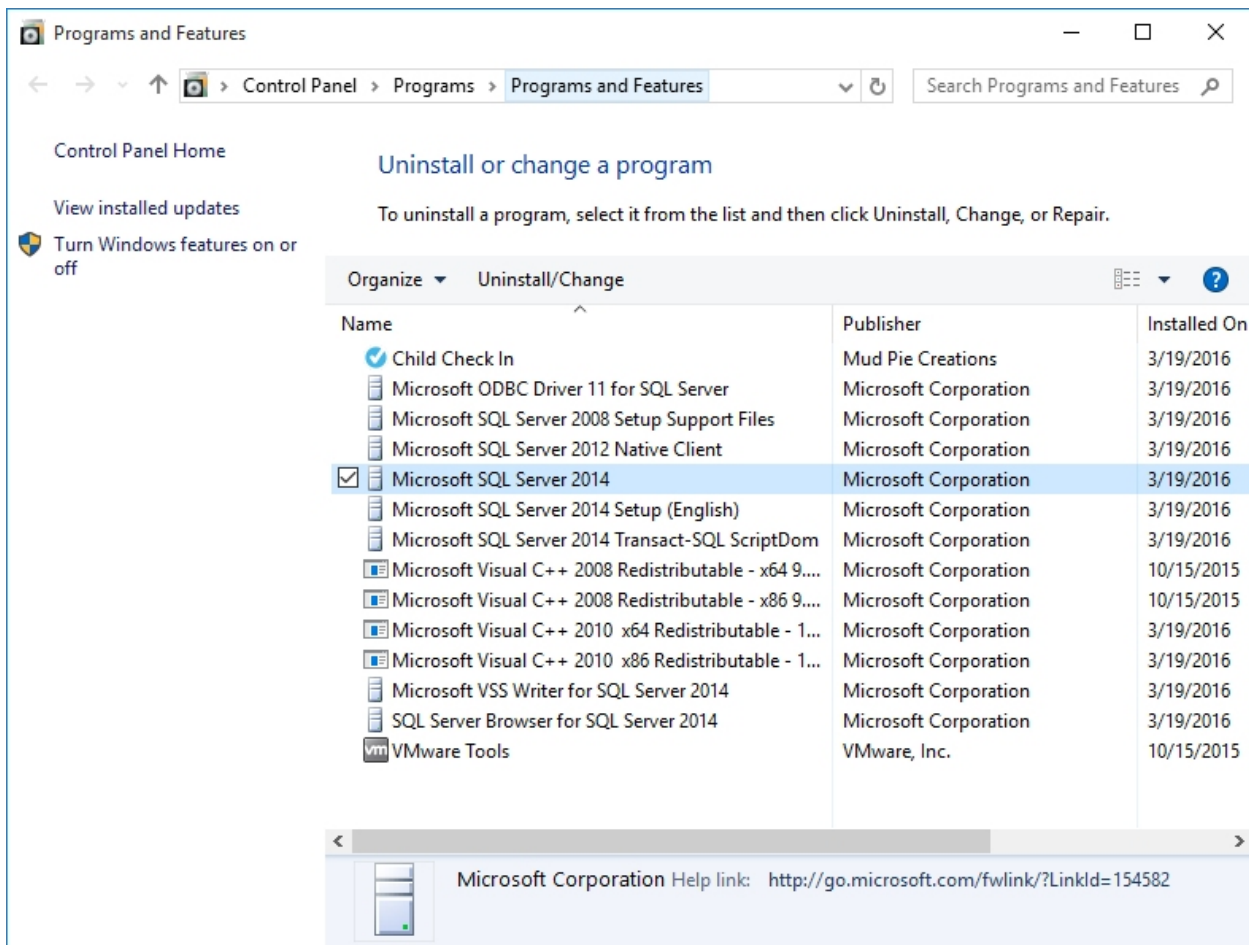 Programs and Features
Control Panel > Programs > Programs and Features
Search Programs and Features
Control Panel Home
View installed updates
Turn Windows features on or
off
Uninstall or change a program
To uninstall a program, select it from the list and then click Uninstall, Change, or Repair.
Organize Uninstall/Change
?
Name Publisher Installed On
Child Check In Mud Pie Creations 3/19/2016
Microsoft ODBC Driver 11 for SQL Server Microsoft Corporation 3/19/2016
Microsoft SQL Server 2008 Setup Support Files Microsoft Corporation 3/19/2016
Microsoft SQL Server 2012 Native Client Microsoft Corporation 3/19/2016
Microsoft SQL Server 2014 Microsoft Corporation 3/19/2016
Microsoft SQL Server 2014 Setup (English) Microsoft Corporation 3/19/2016
Microsoft SQL Server 2014 Transact-SQL ScriptDom Microsoft Corporation 3/19/2016
Microsoft Visual C++ 2008 Redistributable - x64 9.... Microsoft Corporation 10/15/2015
Microsoft Visual C++ 2008 Redistributable - x86 9.... Microsoft Corporation 10/15/2015
Microsoft Visual C++ 2010 x64 Redistributable - 1... Microsoft Corporation 3/19/2016
Microsoft Visual C++ 2010 x86 Redistributable - 1... Microsoft Corporation 3/19/2016
Microsoft VSS Writer for SQL Server 2014 Microsoft Corporation 3/19/2016
SQL Server Browser for SQL Server 2014 Microsoft Corporation 3/19/2016
vm VMware Tools VMware, Inc. 10/15/2015
Microsoft Corporation Help link: http://go.microsoft.com/fwlink/?LinkId=154582